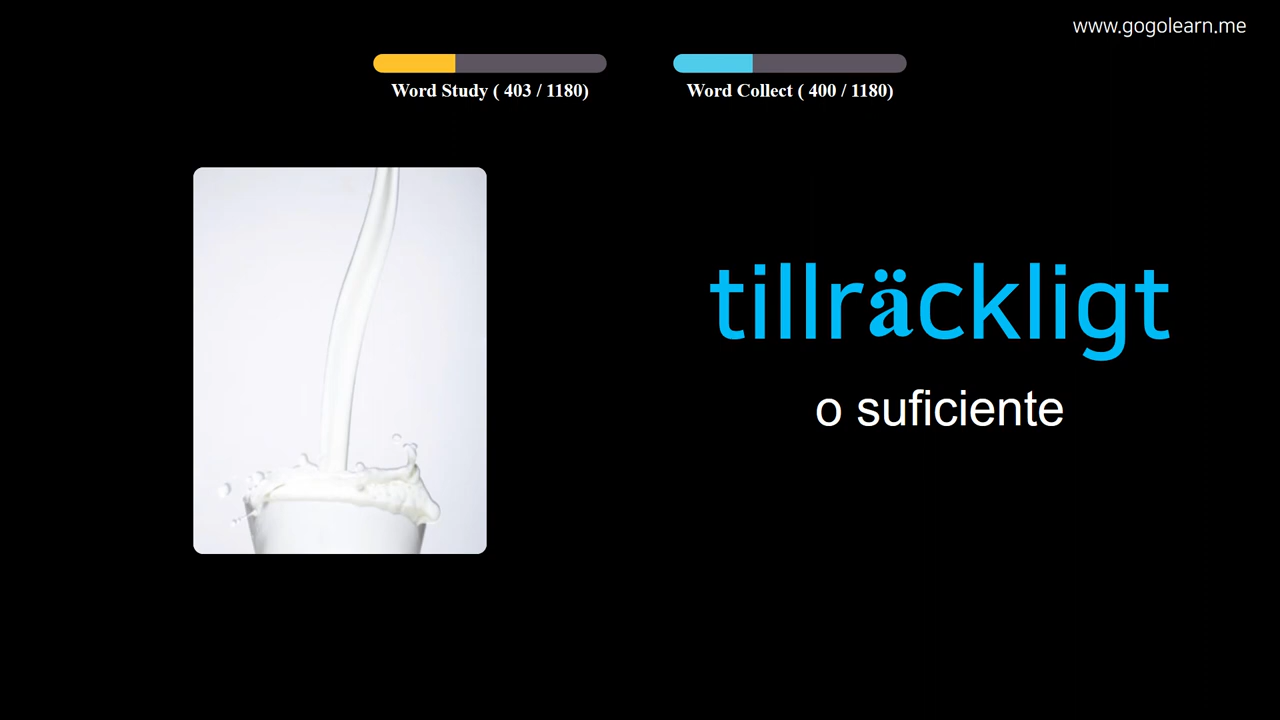 www.gogolearn.me
Word Study ( 403 / 1180)
Word Collect ( 400 / 1180)
tillräckligt
o suficiente